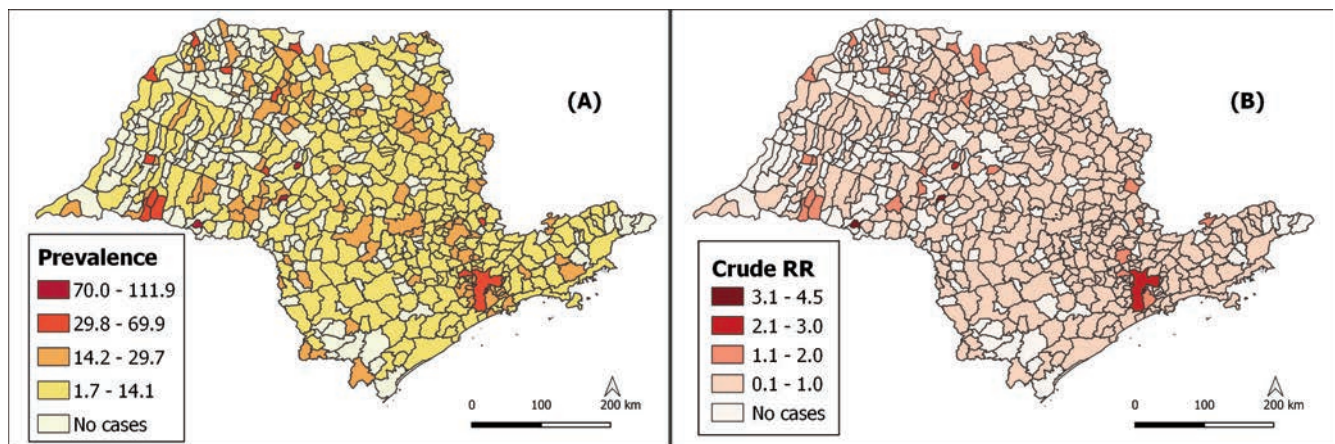 (A)
Prevalence
70.0 - 111.9
29.8 - 69.9
14.2 - 29.7
1.7 - 14.1
No cases
0 100 200 km
(B)
Crude RR
3.1 - 4.5
2.1 - 3.0
1.1 - 2.0
0.1 - 1.0
No cases
0 100 200 km